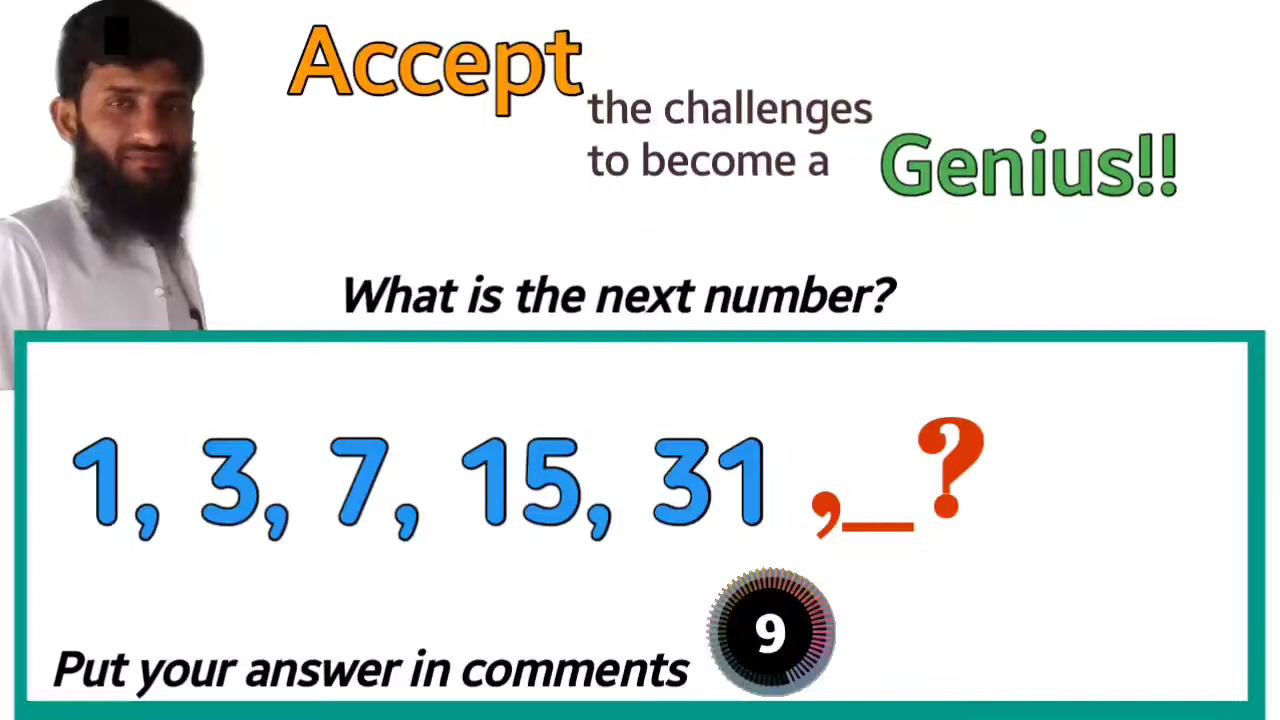 Accept
the challenges
to become a
Genius!!
What is the next number?
1, 3, 7, 15, 31 ,_?
9
Put your answer in comments